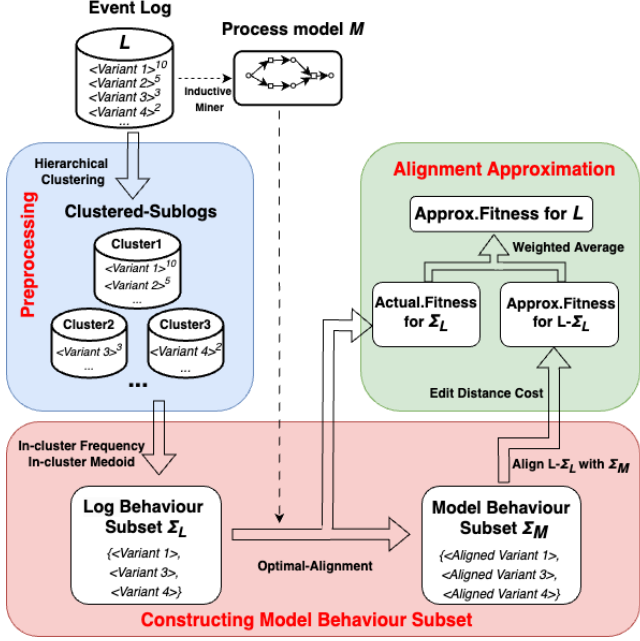 Event Log
L
<Variant 1>10
<Variant 2>5
<Variant 3>3
<Variant 4>2
...
Process model M
Inductive
Miner
Hierarchical
Clustering
Preprocessing
Clustered-Sublogs
Cluster1
<Variant 1>10
<Variant 2>5
...
Cluster2
<Variant 3>3
...
Cluster3
<Variant 4>2
...
...
In-cluster Frequency
In-cluster Medoid
Alignment Approximation
Approx.Fitness for L
Weighted Average
Actual.Fitness
for ΣL
Approx.Fitness
for L-ΣL
Edit Distance Cost
Align L-ΣL with ΣM
Log Behaviour
Subset ΣL
{<Variant 1>,
<Variant 3>,
<Variant 4>}
Optimal-Alignment
Model Behaviour
Subset ΣM
{<Aligned Variant 1>,
<Aligned Variant 3>,
<Aligned Variant 4>}
Constructing Model Behaviour Subset